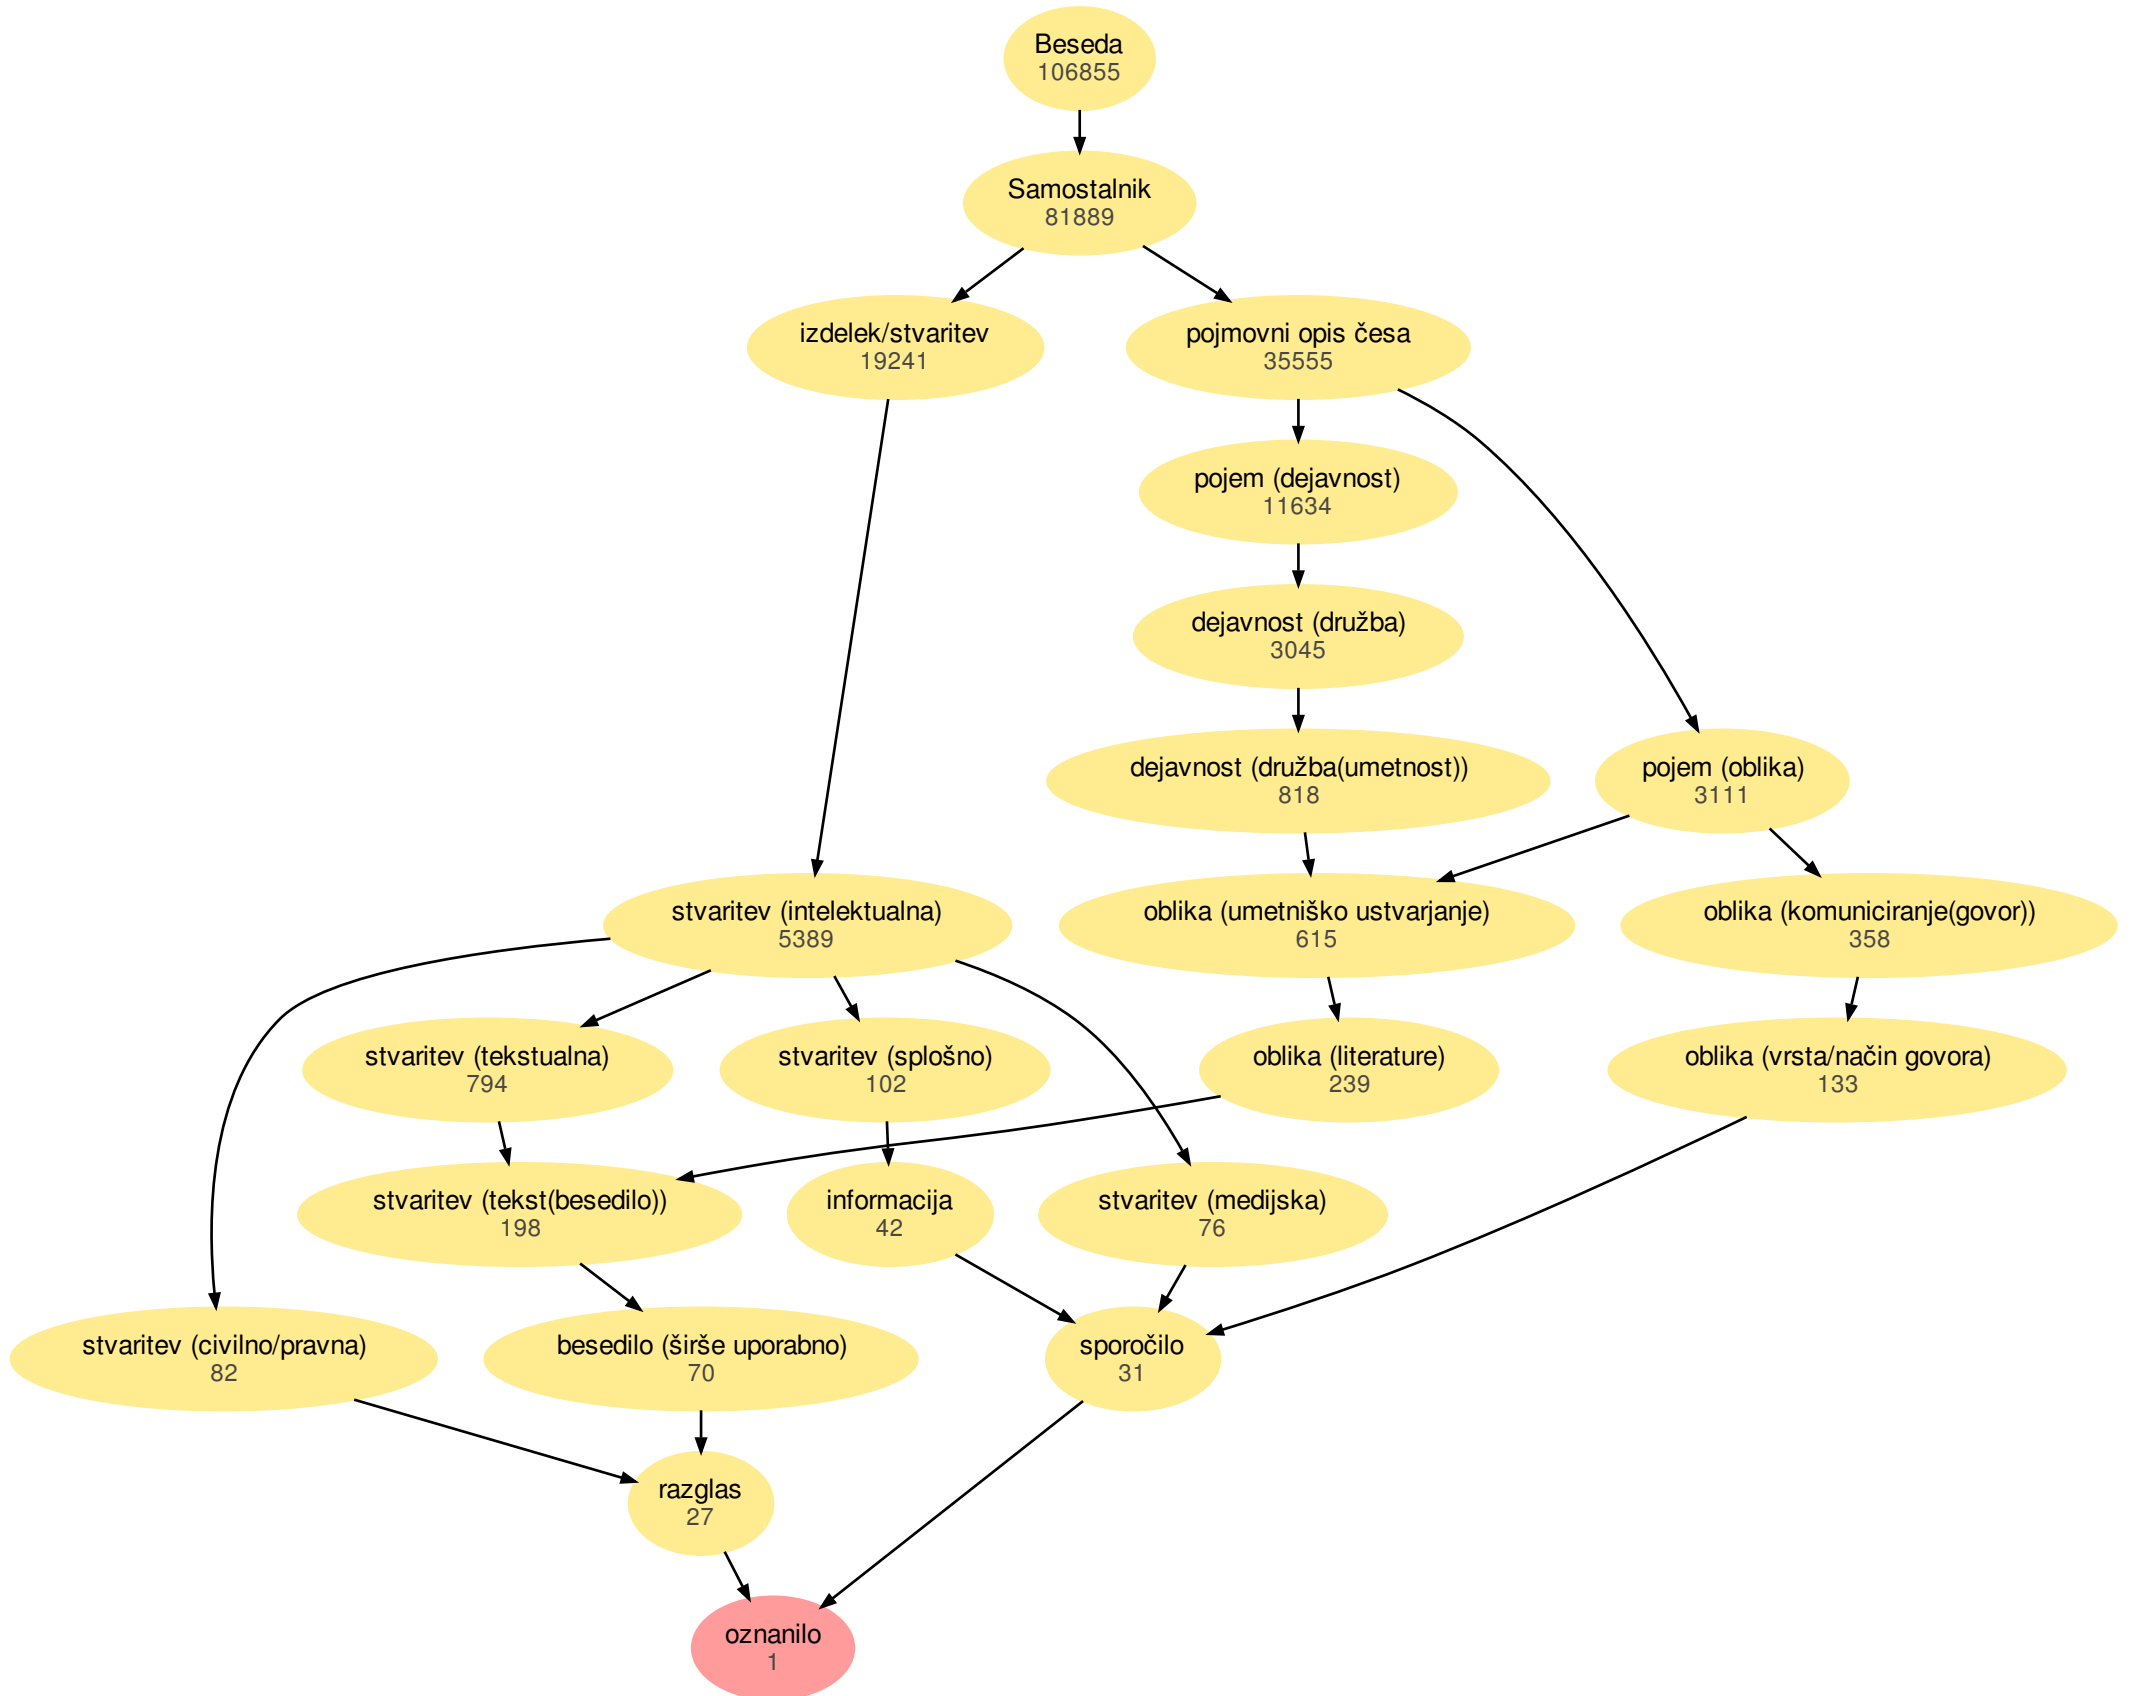 Beseda
106855
Samostalnik
81889
izdelek/stvaritev
19241
pojmovni opis česa
35555
pojem (dejavnost)
11634
dejavnost (družba)
3045
dejavnost (družba(umetnost))
818
pojem (oblika)
3111
stvaritev (intelektualna)
5389
oblika (umetniško ustvarjanje)
615
oblika (komuniciranje(govor))
358
stvaritev (tekstualna)
794
stvaritev (splošno)
102
oblika (literature)
239
oblika (vrsta/način govora)
133
stvaritev (tekst(besedilo))
198
informacija
42
stvaritev (medijska)
76
stvaritev (civilno/pravna)
82
besedilo (širše uporabno)
70
sporočilo
31
razglas
27
oznanilo
1